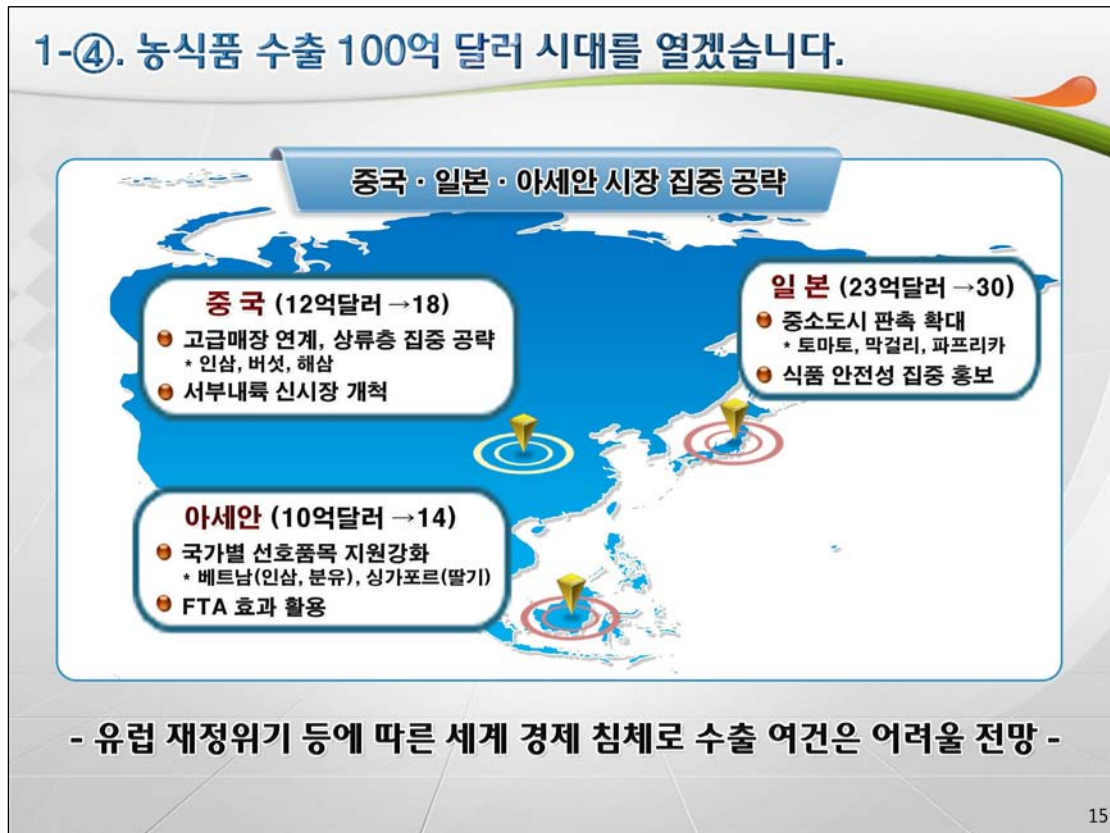 1-④. 농식품 수출 100억 달러 시대를 열겠습니다.
중국 · 일본 · 아세안 시장 집중 공략
중 국 (12억달러 →18)
고급매장 연계, 상류층 집중 공략
* 인삼, 버섯, 해삼
서부내륙 신시장 개척
일 본 (23억달러 →30)
중소도시 판촉 확대
* 토마토, 막걸리, 파프리카
식품 안전성 집중 홍보
아세안 (10억달러 →14)
국가별 선호품목 지원강화
* 베트남(인삼, 분유), 싱가포르(딸기)
FTA 효과 활용
- 유럽 재정위기 등에 따른 세계 경제 침체로 수출 여건은 어려울 전망 -
15